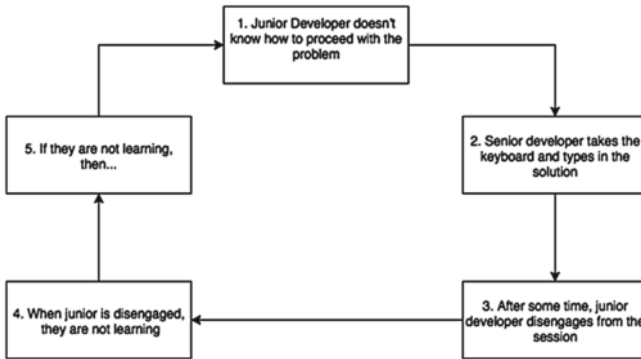 1. Junior Developer doesn't
know how to proceed with the
problem
2. Senior developer takes the
keyboard and types in the
solution
3. After some time, junior
developer disengages from the
session
4. When junior is disengaged,
they are not learning
5. If they are not learning,
then...